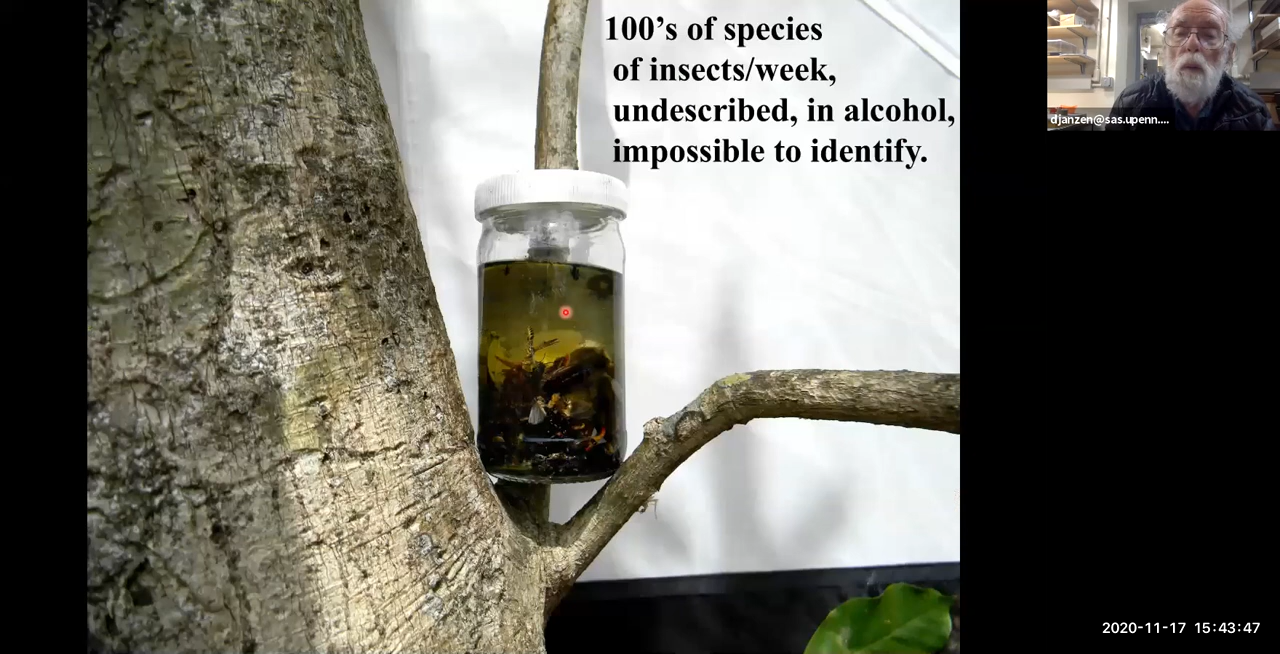 100’s of species
of insects/week,
undescribed, in alcohol,
impossible to identify.
djanzen@sas.upenn....
2020-11-17 15:43:47